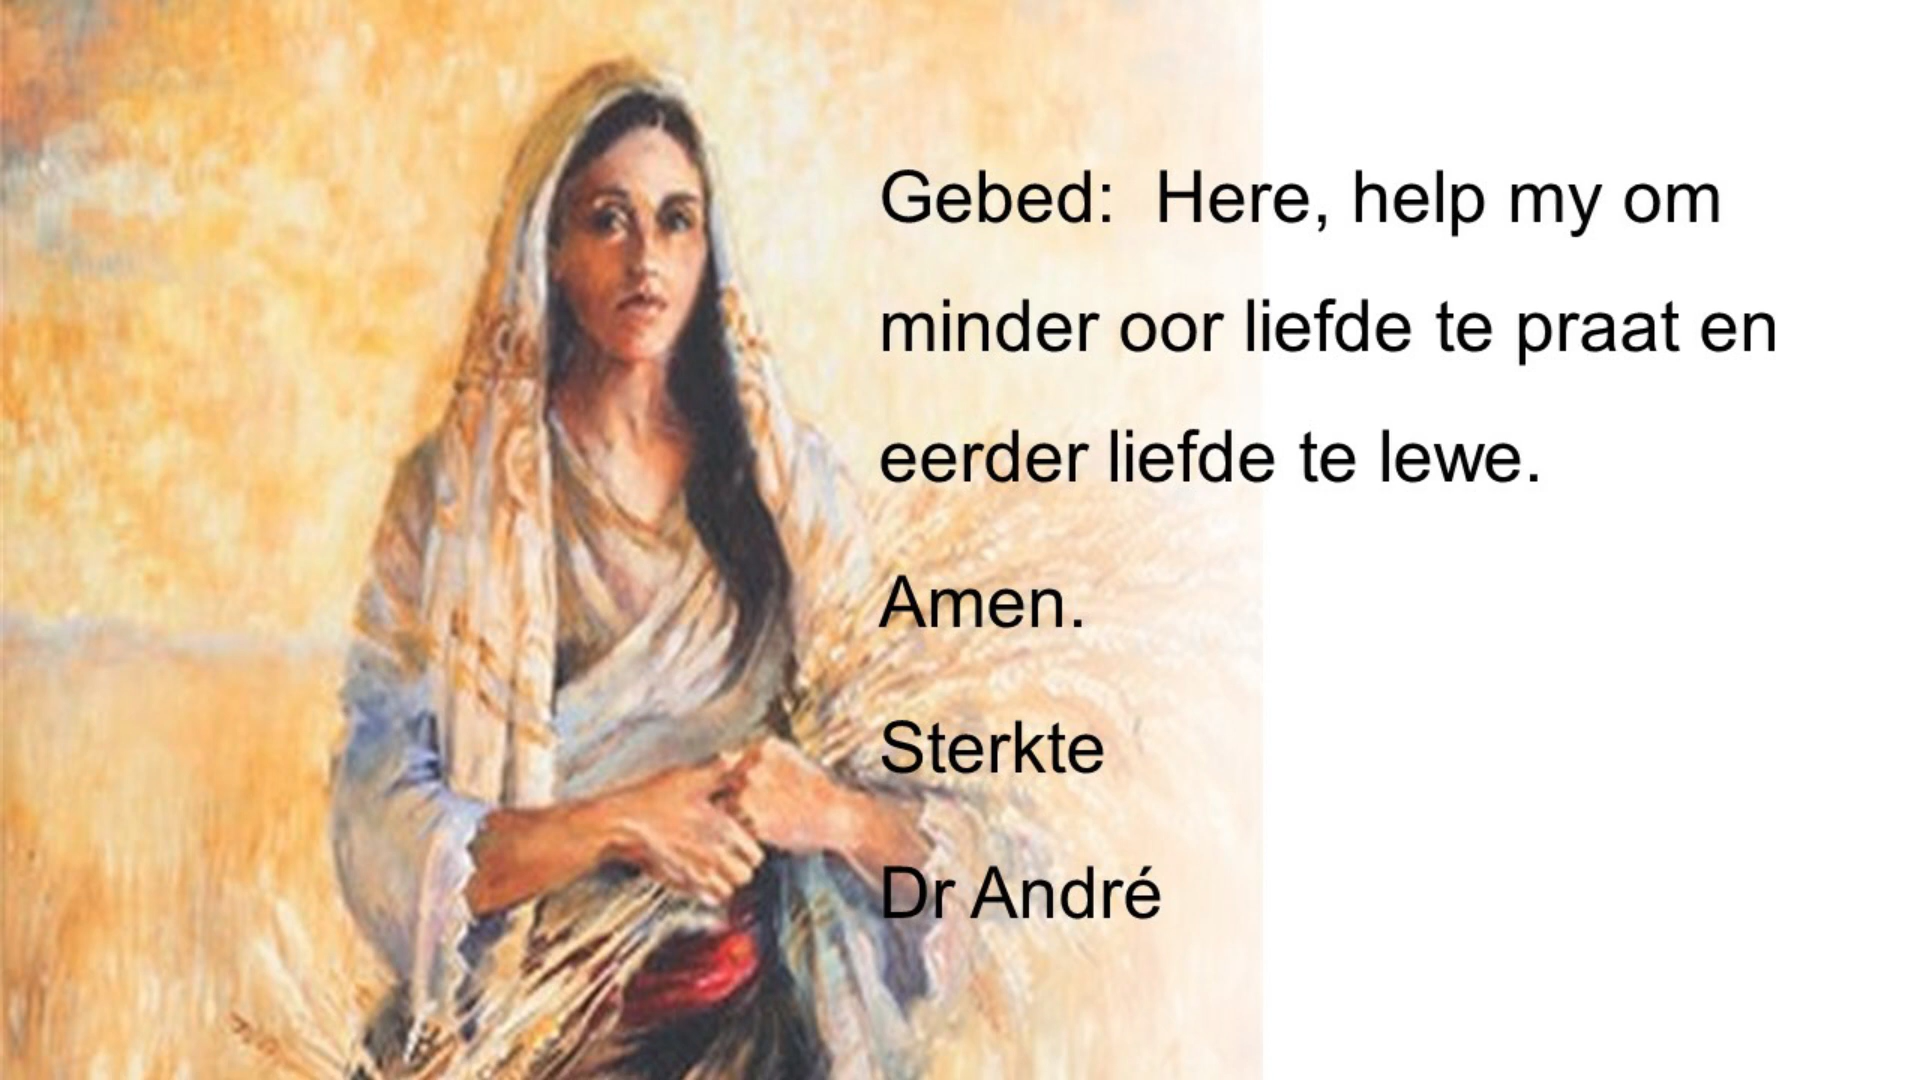 Gebed:  Here, help my om
minder oor liefde te praat en
eerder liefde te lewe.
Amen.
Sterkte
Dr André